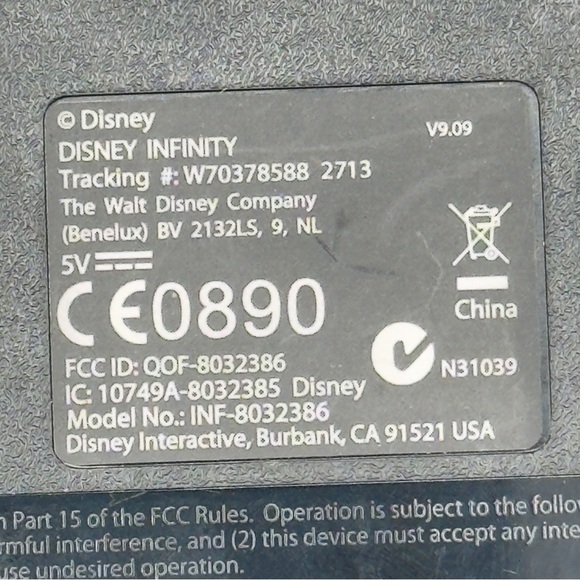 © Disney
V9.09
DISNEY INFINITY
Tracking #: W70378588 2713
The Walt Disney Company
(Benelux) BV 2132LS, 9, NL
5V
CE0890
China
FCC ID: QOF-8032386
N31039
IC: 10749A-8032385 Disney
Model No.: INF-8032386
Disney Interactive, Burbank, CA 91521 USA
Part 15 of the FCC Rules. Operation is subject to the
interference, and (2) this device must accept any
undesired operation.